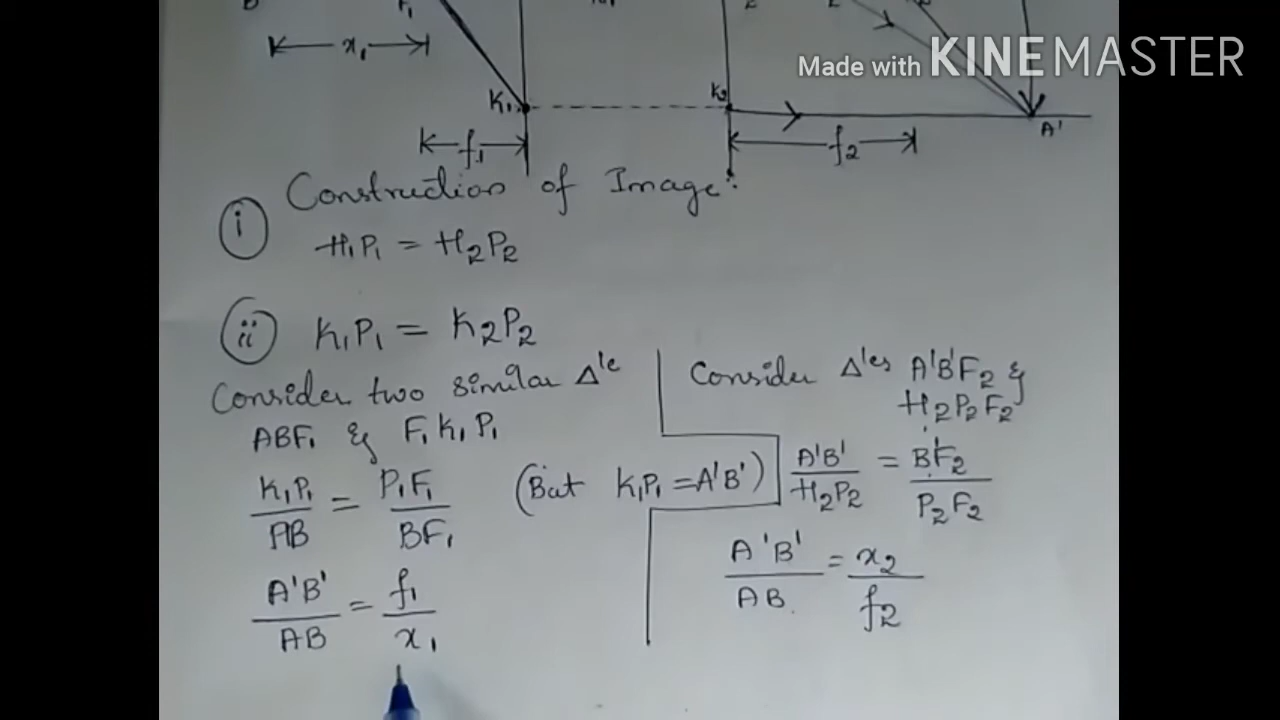 F₁
x₁
Made with KINEMASTER
K₁
K₂
A'
f₁
f₂
i Construction of Image:
H₁P₁ = H₂P₂
ii K₁P₁ = K₂P₂
Consider two similar Δ'le
ABF₁ & F₁K₁P₁
K₁P₁/AB = P₁F₁/BF₁
(But K₁P₁ = A'B')
A'B'/AB = f₁/x₁
Consider Δ'les A'B'F₂ &
H₂P₂F₂
A'B'/H₂P₂ = B'F₂/P₂F₂
A'B'/AB = x₂/f₂